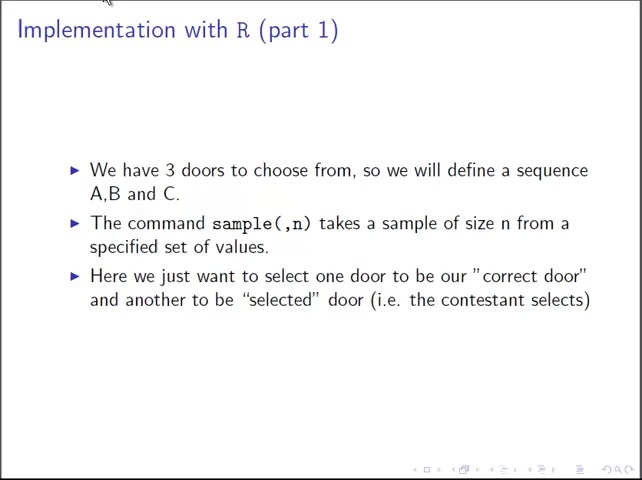 Implementation with R (part 1)
We have 3 doors to choose from, so we will define a sequence
A,B and C.
The command sample(,n) takes a sample of size n from a
specified set of values.
Here we just want to select one door to be our ”correct door”
and another to be “selected” door (i.e. the contestant selects)